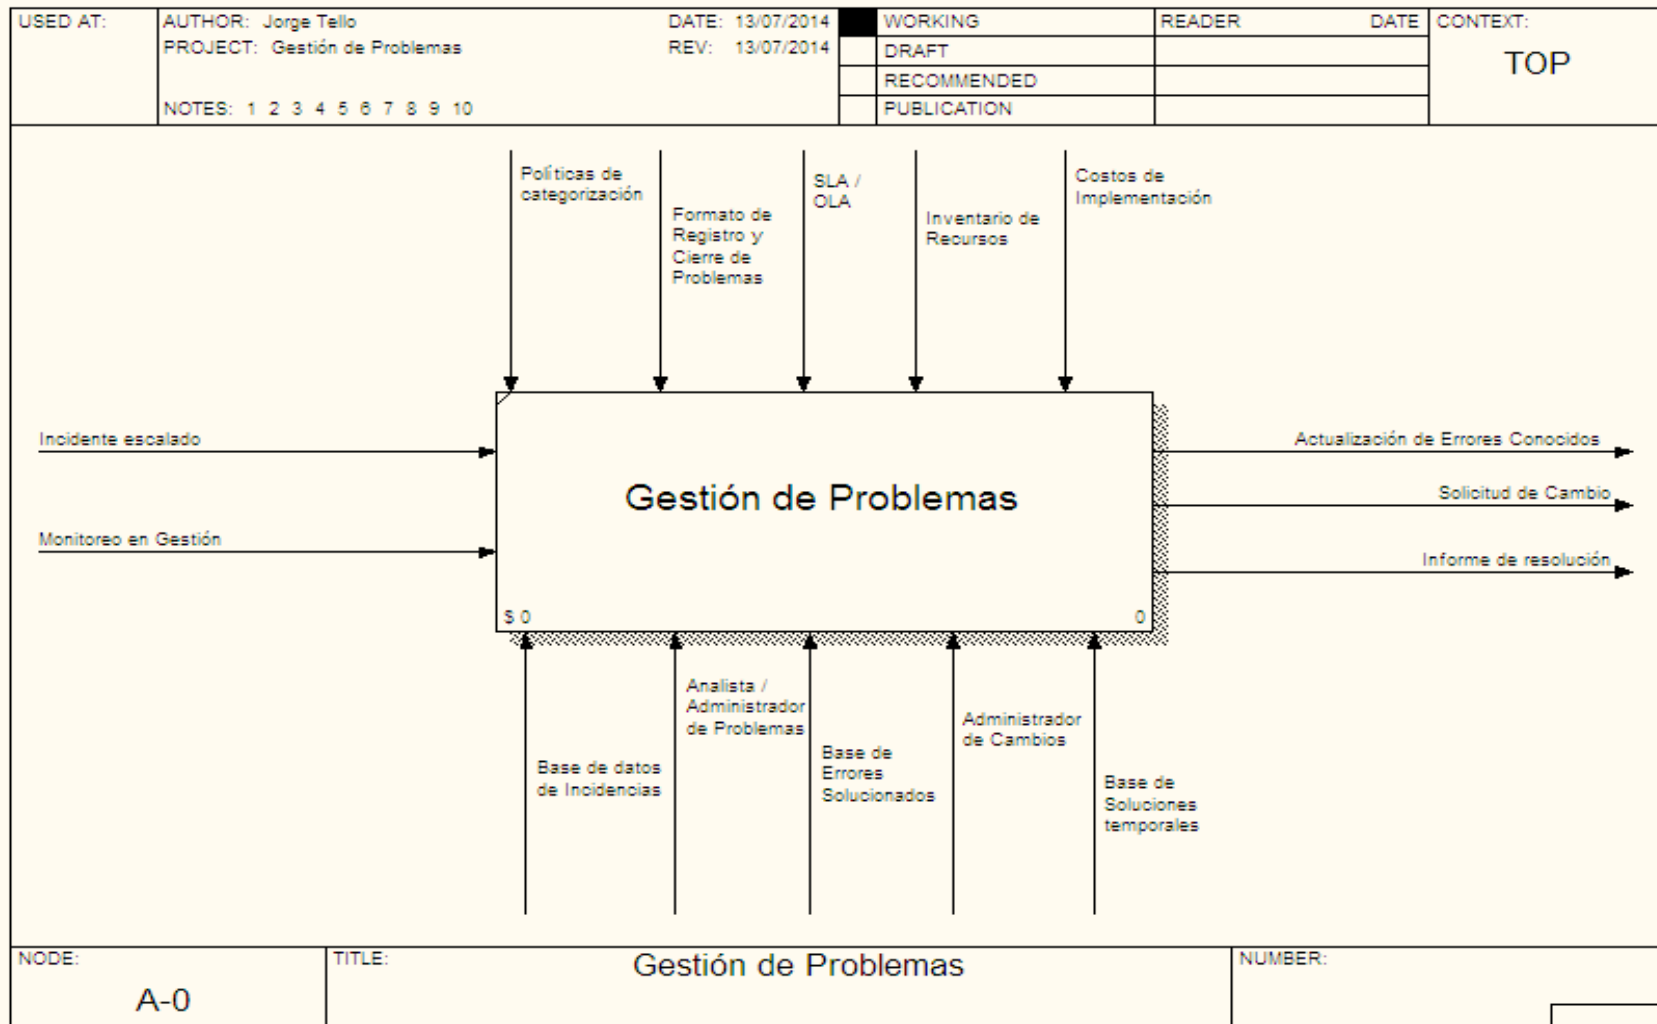 USED AT:
AUTHOR: Jorge Tello
DATE: 13/07/2014
PROJECT: Gestión de Problemas
REV: 13/07/2014
NOTES: 1 2 3 4 5 6 7 8 9 10
WORKING
DRAFT
RECOMMENDED
PUBLICATION
READER
DATE
CONTEXT:
TOP
Políticas de
categorización
Formato de
Registro y
Cierre de
Problemas
SLA /
OLA
Inventario de
Recursos
Costos de
Implementación
Incidente escalado
Monitoreo en Gestión
Gestión de Problemas
$ 0
0
Actualización de Errores Conocidos
Solicitud de Cambio
Informe de resolución
Base de datos
de Incidencias
Analista /
Administrador
de Problemas
Base de
Errores
Solucionados
Administrador
de Cambios
Base de
Soluciones
temporales
NODE:
A-0
TITLE:
Gestión de Problemas
NUMBER: